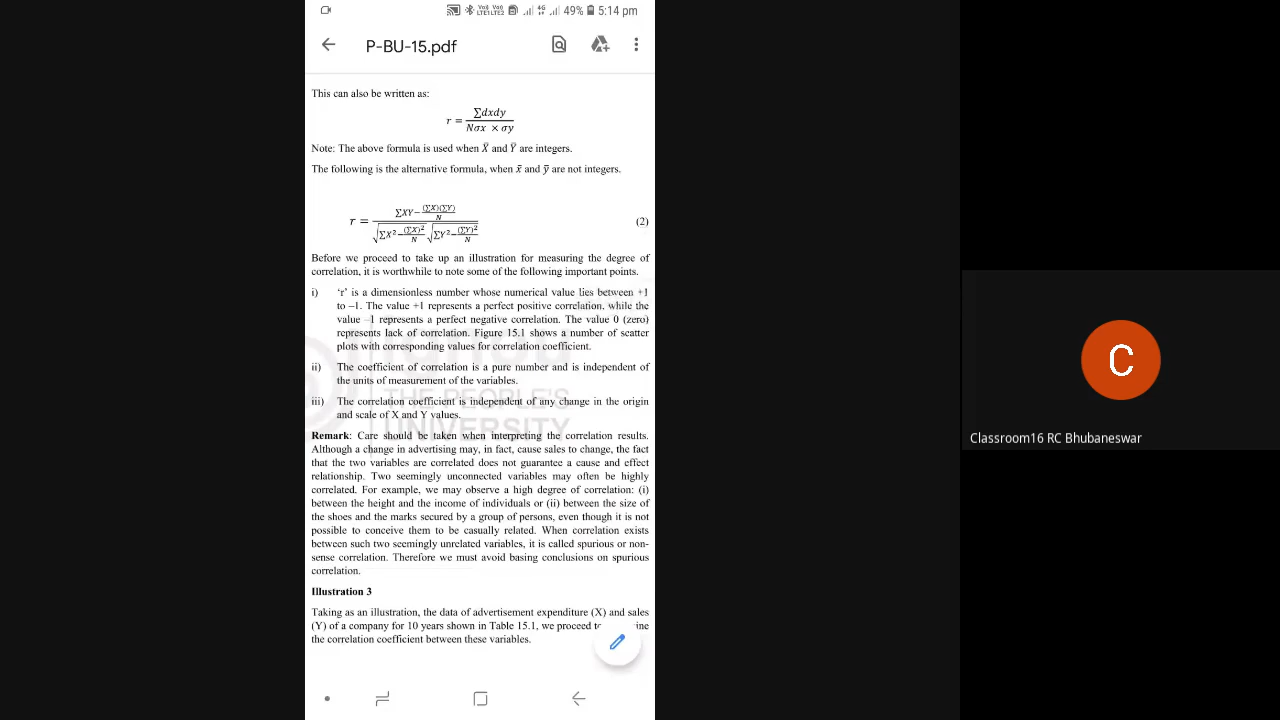 49% 5:14 pm
P-BU-15.pdf
This can also be written as:
r = ∑dxdy / Nσx × σy
Note: The above formula is used when X̄ and Ȳ are integers.
The following is the alternative formula, when x̄ and ȳ are not integers.
r = ∑XY− (∑X)(∑Y)/N / √∑X²− (∑X)²/N √∑Y²− (∑Y)²/N (2)
Before we proceed to take up an illustration for measuring the degree of
correlation, it is worthwhile to note some of the following important points.
i) ‘r’ is a dimensionless number whose numerical value lies between +1
to –1. The value +1 represents a perfect positive correlation, while the
value –1 represents a perfect negative correlation. The value 0 (zero)
represents lack of correlation. Figure 15.1 shows a number of scatter
plots with corresponding values for correlation coefficient.
ii) The coefficient of correlation is a pure number and is independent of
the units of measurement of the variables.
THE PEOPLE'S
iii) The correlation coefficient is independent of any change in the origin
and scale of X and Y values.
UNIVERSITY
Remark: Care should be taken when interpreting the correlation results.
Although a change in advertising may, in fact, cause sales to change, the fact
that the two variables are correlated does not guarantee a cause and effect
relationship. Two seemingly unconnected variables may often be highly
correlated. For example, we may observe a high degree of correlation: (i)
between the height and the income of individuals or (ii) between the size of
the shoes and the marks secured by a group of persons, even though it is not
possible to conceive them to be casually related. When correlation exists
between such two seemingly unrelated variables, it is called spurious or non-
sense correlation. Therefore we must avoid basing conclusions on spurious
correlation.
Illustration 3
Taking as an illustration, the data of advertisement expenditure (X) and sales
(Y) of a company for 10 years shown in Table 15.1, we proceed
the correlation coefficient between these variables.
C
Classroom16 RC Bhubaneswar